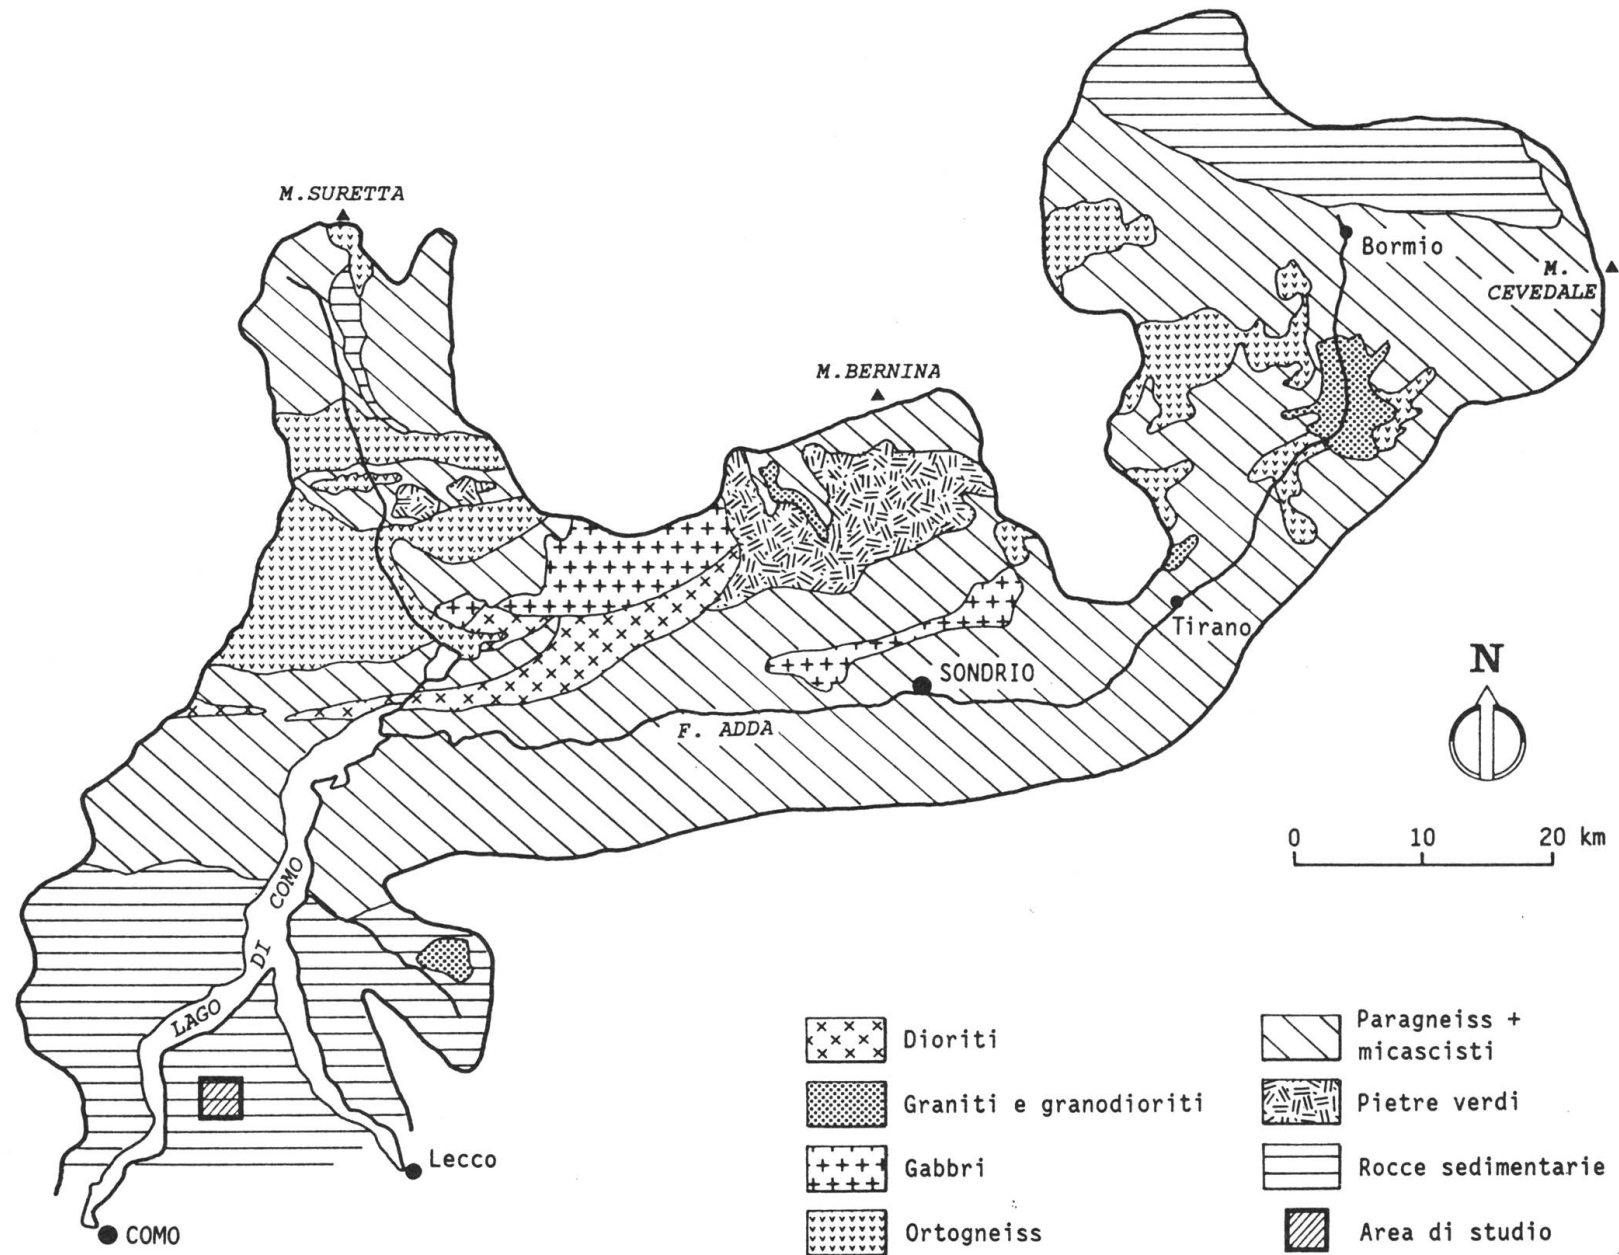 M.SURETTA
Bormio
M.
CEVEDALE
M.BERNINA
Tirano
SONDRIO
N
F. ADDA
0 10 20 km
LAGO DI COMO
Lecco
COMO
Dioriti
Graniti e granodioriti
Gabbri
Ortogneiss
Paragneiss +
micascisti
Pietre verdi
Rocce sedimentarie
Area di studio